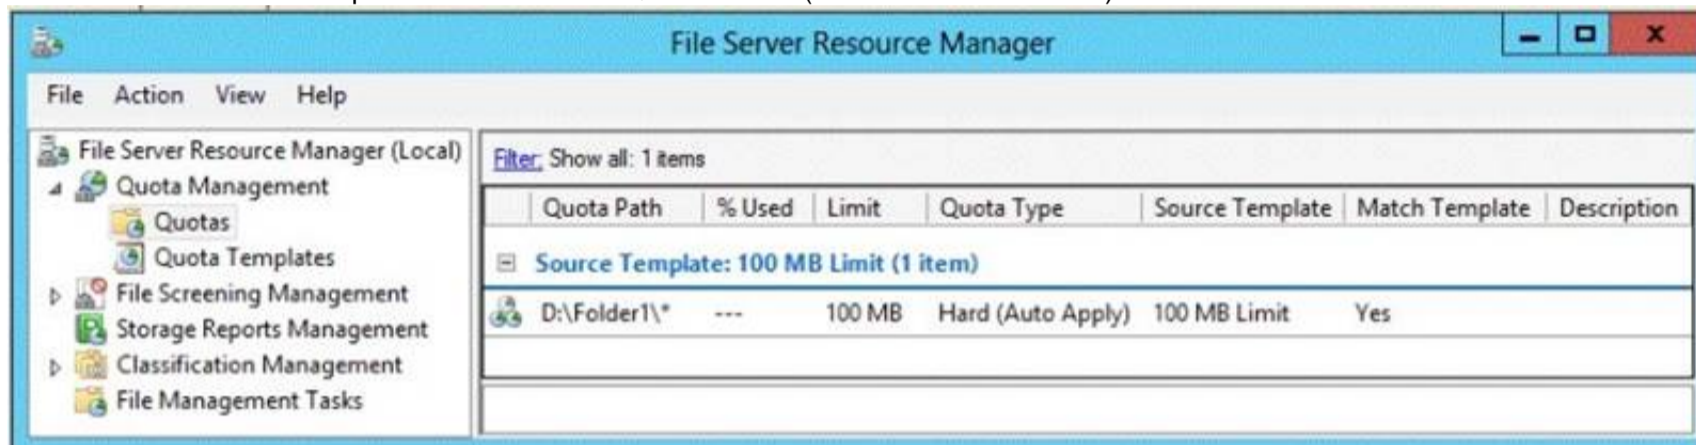 File Server Resource Manager
File Action View Help
File Server Resource Manager (Local)
Quota Management
Quotas
Quota Templates
File Screening Management
Storage Reports Management
Classification Management
File Management Tasks
Filter: Show all: 1 items
Quota Path % Used Limit Quota Type Source Template Match Template Description
Source Template: 100 MB Limit (1 item)
D:\Folder1\* --- 100 MB Hard (Auto Apply) 100 MB Limit Yes